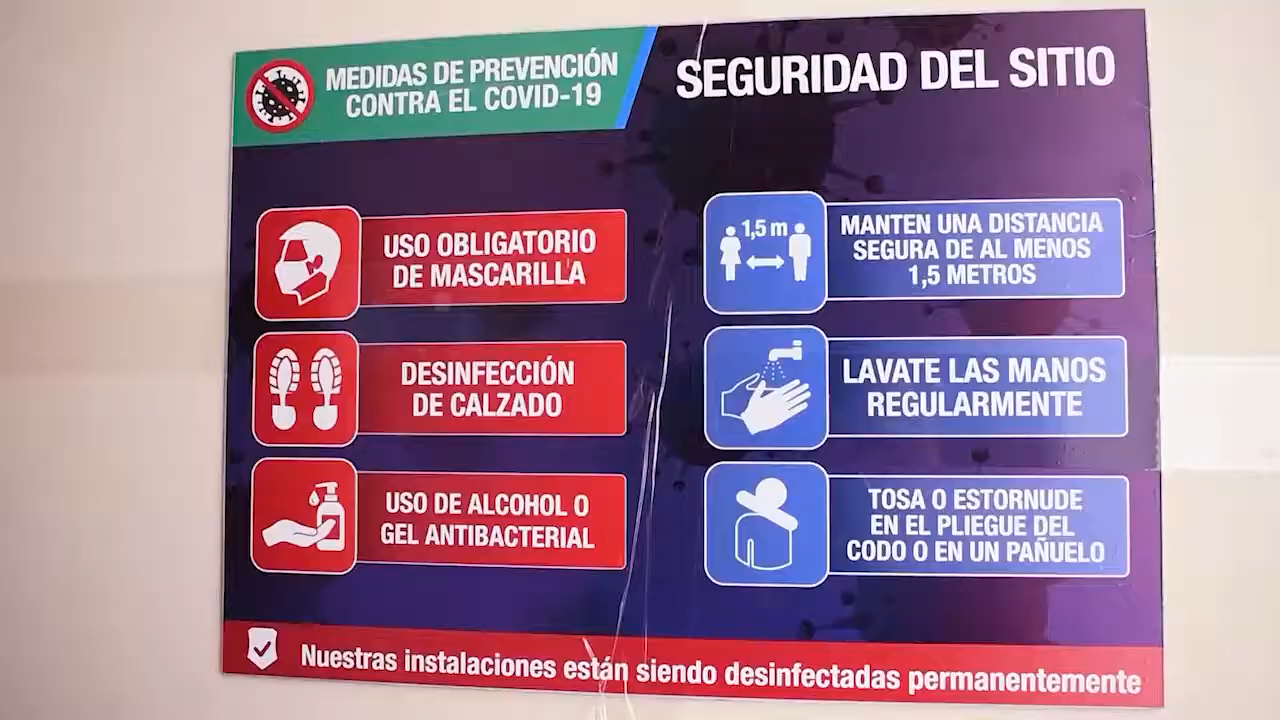 MEDIDAS DE PREVENCIÓN
CONTRA EL COVID-19
SEGURIDAD DEL SITIO
USO OBLIGATORIO
DE MASCARILLA
DESINFECCIÓN
DE CALZADO
USO DE ALCOHOL O
GEL ANTIBACTERIAL
1,5 m
MANTEN UNA DISTANCIA
SEGURA DE AL MENOS
1,5 METROS
LAVATE LAS MANOS
REGULARMENTE
TOSA O ESTORNUDE
EN EL PLIEGUE DEL
CODO O EN UN PAÑUELO
Nuestras instalaciones están siendo desinfectadas permanentemente